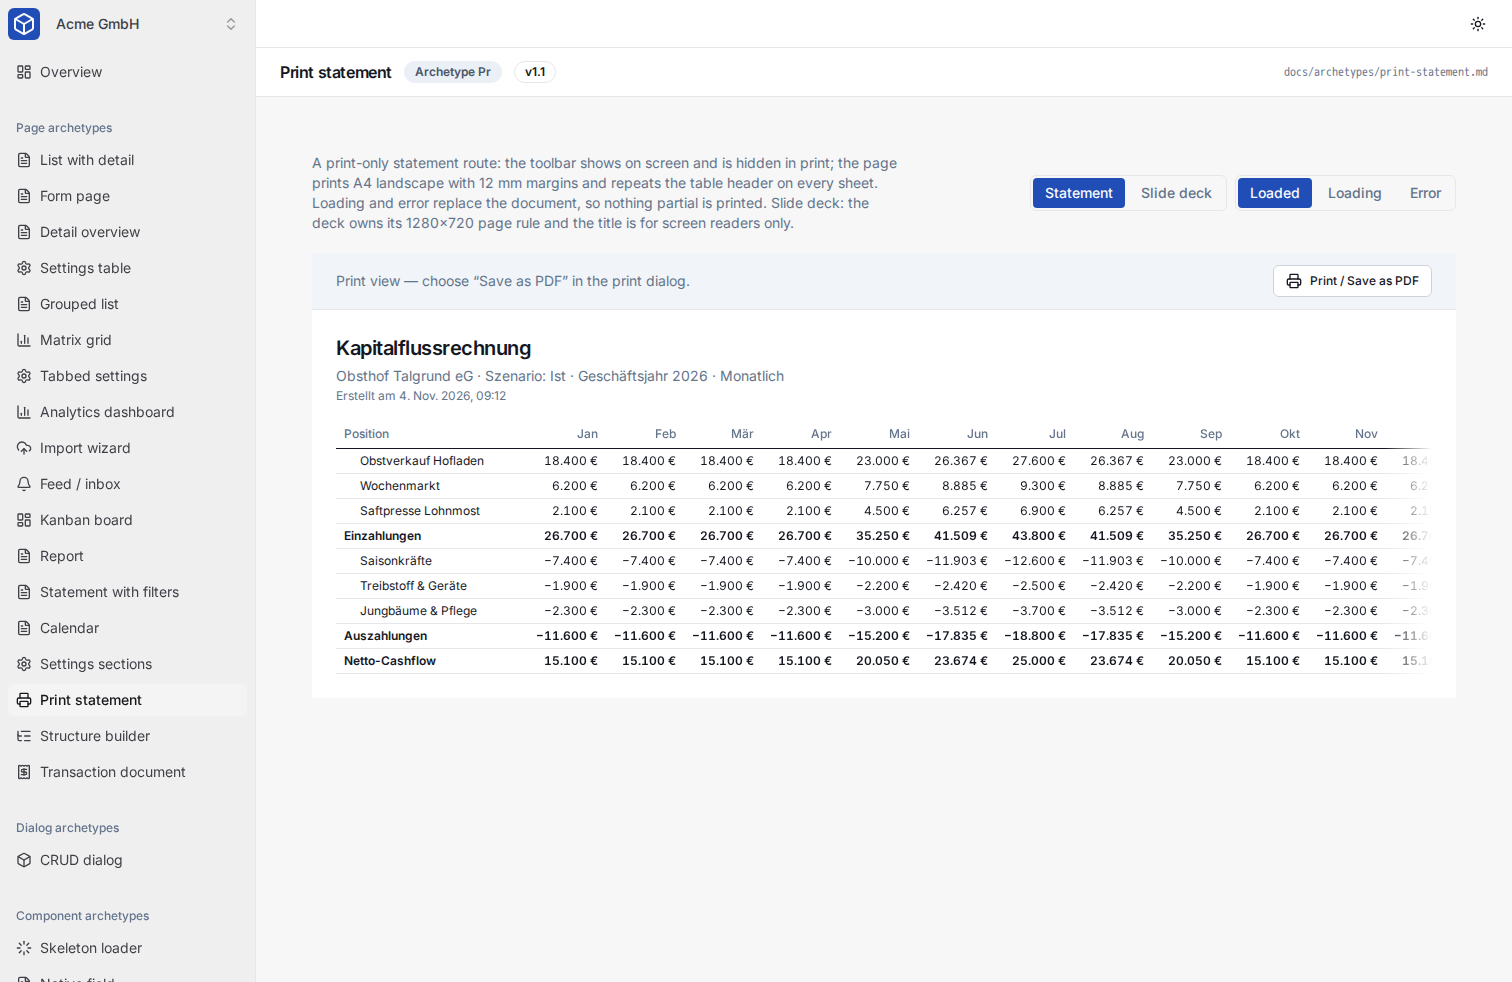 Acme GmbH
Overview
Page archetypes
List with detail
Form page
Detail overview
Settings table
Grouped list
Matrix grid
Tabbed settings
Analytics dashboard
Import wizard
Feed / inbox
Kanban board
Report
Statement with filters
Calendar
Settings sections
Print statement
Structure builder
Transaction document
Dialog archetypes
CRUD dialog
Component archetypes
Skeleton loader
Print statement Archetype Pr v1.1 docs/archetypes/print-statement.md
A print-only statement route: the toolbar shows on screen and is hidden in print; the page
prints A4 landscape with 12 mm margins and repeats the table header on every sheet.
Loading and error replace the document, so nothing partial is printed. Slide deck: the
deck owns its 1280×720 page rule and the title is for screen readers only.
Statement Slide deck Loaded Loading Error
Print view — choose “Save as PDF” in the print dialog. Print / Save as PDF
Kapitalflussrechnung
Obsthof Talgrund eG · Szenario: Ist · Geschäftsjahr 2026 · Monatlich
Erstellt am 4. Nov. 2026, 09:12
Position Jan Feb Mär Apr Mai Jun Jul Aug Sep Okt Nov
Obstverkauf Hofladen 18.400 € 18.400 € 18.400 € 18.400 € 23.000 € 26.367 € 27.600 € 26.367 € 23.000 € 18.400 € 18.400 € 18.4
Wochenmarkt 6.200 € 6.200 € 6.200 € 6.200 € 7.750 € 8.885 € 9.300 € 8.885 € 7.750 € 6.200 € 6.200 € 6.2
Saftpresse Lohnmost 2.100 € 2.100 € 2.100 € 2.100 € 4.500 € 6.257 € 6.900 € 6.257 € 4.500 € 2.100 € 2.100 € 2.1
Einzahlungen 26.700 € 26.700 € 26.700 € 26.700 € 35.250 € 41.509 € 43.800 € 41.509 € 35.250 € 26.700 € 26.700 € 26.7
Saisonkräfte −7.400 € −7.400 € −7.400 € −7.400 € −10.000 € −11.903 € −12.600 € −11.903 € −10.000 € −7.400 € −7.400 € −7.4
Treibstoff & Geräte −1.900 € −1.900 € −1.900 € −1.900 € −2.200 € −2.420 € −2.500 € −2.420 € −2.200 € −1.900 € −1.900 € −1.9
Jungbäume & Pflege −2.300 € −2.300 € −2.300 € −2.300 € −3.000 € −3.512 € −3.700 € −3.512 € −3.000 € −2.300 € −2.300 € −2.3
Auszahlungen −11.600 € −11.600 € −11.600 € −11.600 € −15.200 € −17.835 € −18.800 € −17.835 € −15.200 € −11.600 € −11.600 € −11.6
Netto-Cashflow 15.100 € 15.100 € 15.100 € 15.100 € 20.050 € 23.674 € 25.000 € 23.674 € 20.050 € 15.100 € 15.100 € 15.1